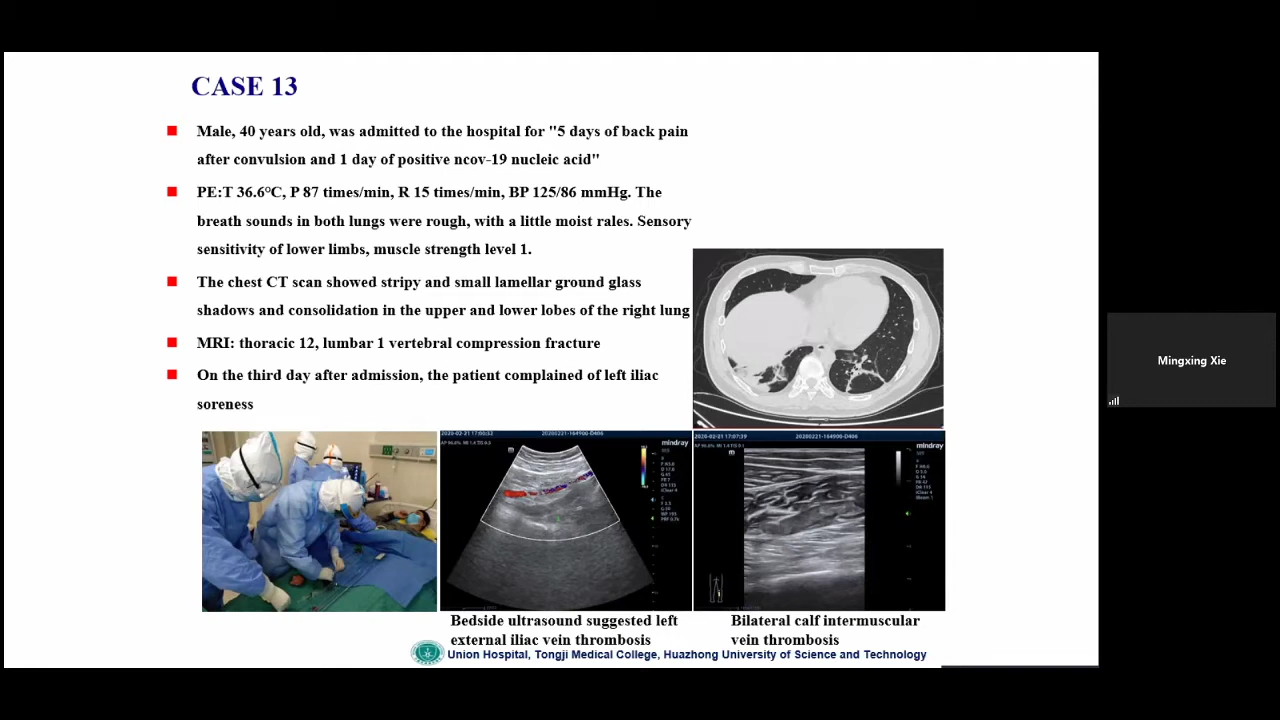 CASE 13
Male, 40 years old, was admitted to the hospital for "5 days of back pain
after convulsion and 1 day of positive ncov-19 nucleic acid"
PE:T 36.6℃, P 87 times/min, R 15 times/min, BP 125/86 mmHg. The
breath sounds in both lungs were rough, with a little moist rales. Sensory
sensitivity of lower limbs, muscle strength level 1.
The chest CT scan showed stripy and small lamellar ground glass
shadows and consolidation in the upper and lower lobes of the right lung
MRI: thoracic 12, lumbar 1 vertebral compression fracture
On the third day after admission, the patient complained of left iliac
soreness
Mingxing Xie
mindray
mindray
Bedside ultrasound suggested left
external iliac vein thrombosis
Bilateral calf intermuscular
vein thrombosis
Union Hospital, Tongji Medical College, Huazhong University of Science and Technology